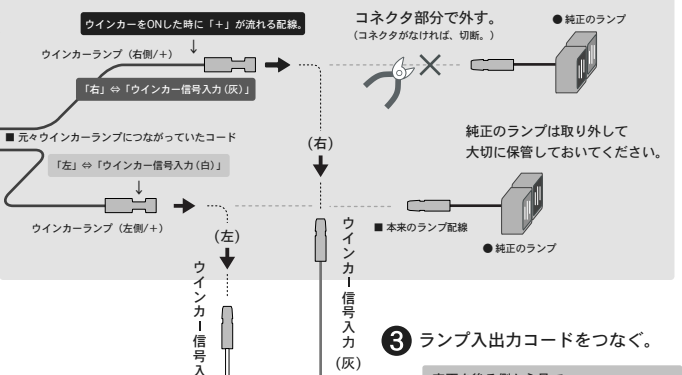 ウインカーをONした時に「＋」が流れる配線。
コネクタ部分で外す。
（コネクタがなければ、切断。）
● 純正のランプ
ウインカーランプ（右側/＋）
「右」⇔「ウインカー信号入力（灰）」
■ 元々ウインカーランプにつながっていたコード
「左」⇔「ウインカー信号入力（白）」
ウインカーランプ（左側/＋）
（右）
（左）
純正のランプは取り外して
大切に保管しておいてください。
■ 本来のランプ配線
● 純正のランプ
ウインカー信号入力（灰）
ウインカー信号入
❸ ランプ入出力コードをつなぐ。